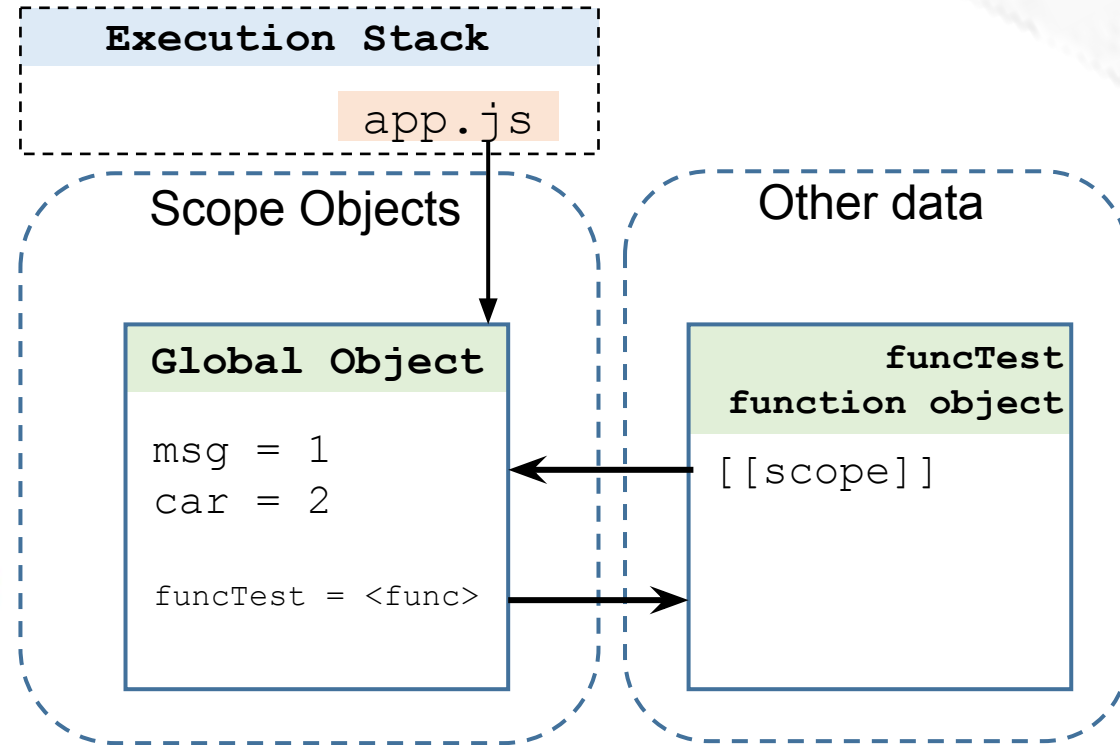 Execution Stack
app.js
Scope Objects
Other data
Global Object
msg = 1
car = 2
funcTest = <func>
funcTest
function object
[[scope]]